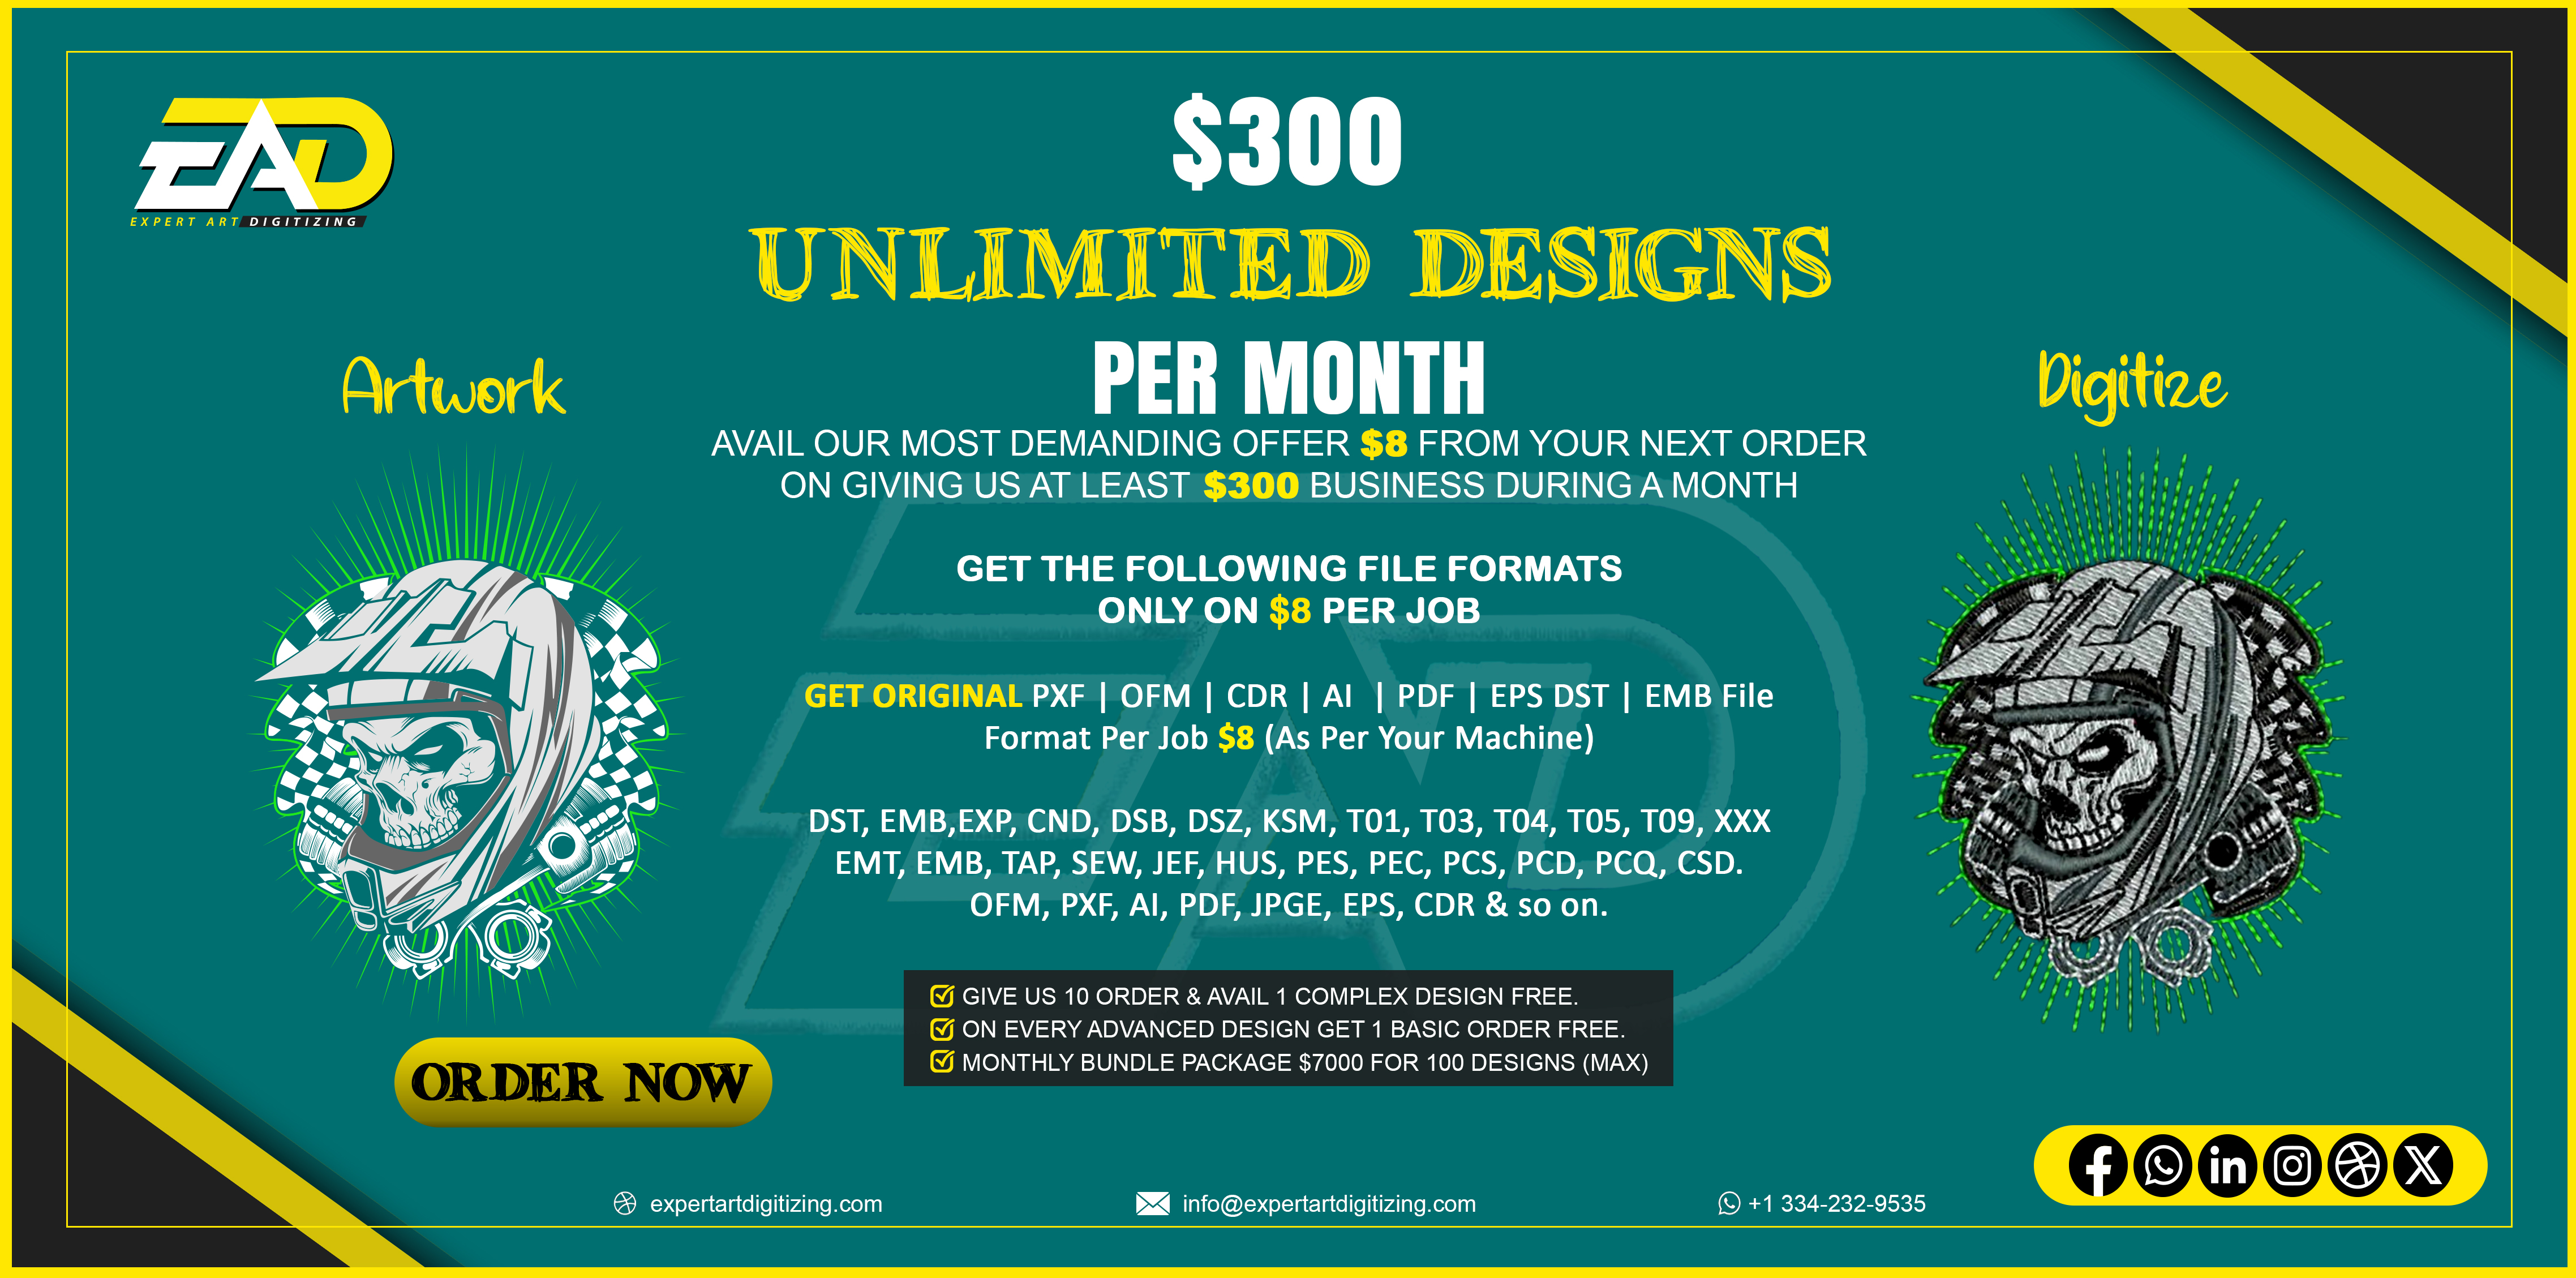 EAD
EXPERT ART DIGITIZING
$300
UNLIMITED DESIGNS
PER MONTH
AVAIL OUR MOST DEMANDING OFFER $8 FROM YOUR NEXT ORDER
ON GIVING US AT LEAST $300 BUSINESS DURING A MONTH
Artwork
Digitize
GET THE FOLLOWING FILE FORMATS
ONLY ON $8 PER JOB
GET ORIGINAL PXF | OFM | CDR | AI | PDF | EPS DST | EMB File
Format Per Job $8 (As Per Your Machine)
DST, EMB,EXP, CND, DSB, DSZ, KSM, T01, T03, T04, T05, T09, XXX
EMT, EMB, TAP, SEW, JEF, HUS, PES, PEC, PCS, PCD, PCQ, CSD.
OFM, PXF, AI, PDF, JPGE, EPS, CDR & so on.
GIVE US 10 ORDER & AVAIL 1 COMPLEX DESIGN FREE.
ON EVERY ADVANCED DESIGN GET 1 BASIC ORDER FREE.
MONTHLY BUNDLE PACKAGE $7000 FOR 100 DESIGNS (MAX)
ORDER NOW
expertartdigitizing.com
info@expertartdigitizing.com
+1 334-232-9535